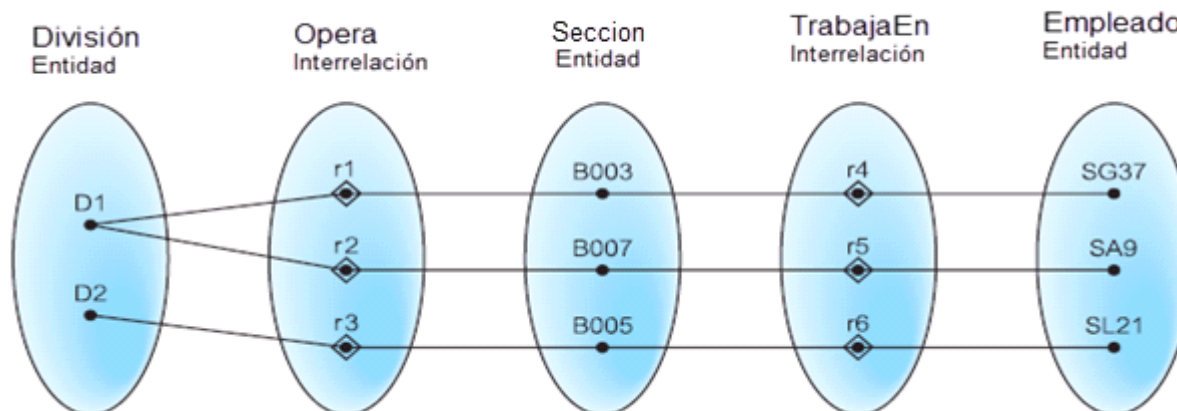 División
Entidad
Opera
Interrelación
Seccion
Entidad
TrabajaEn
Interrelación
Empleado
Entidad
r1
B003
r4
SG37
D1
r2
B007
r5
SA9
D2
r3
B005
r6
SL21